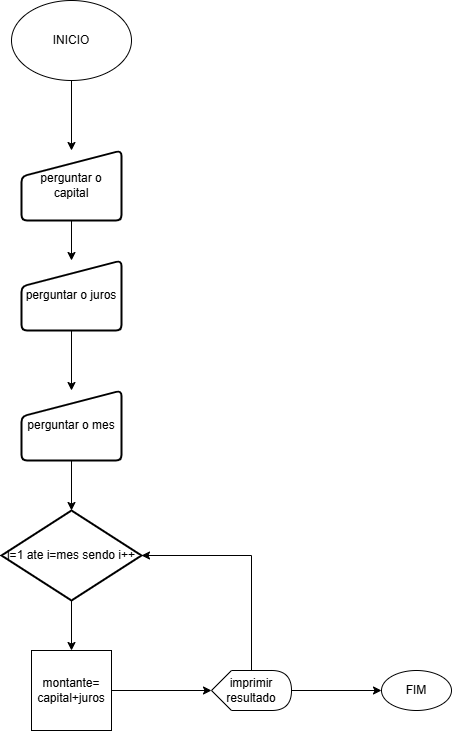 INICIO
perguntar o
capital
perguntar o juros
perguntar o mes
i=1 ate i=mes sendo i++
montante=
capital+juros
imprimir
resultado
FIM